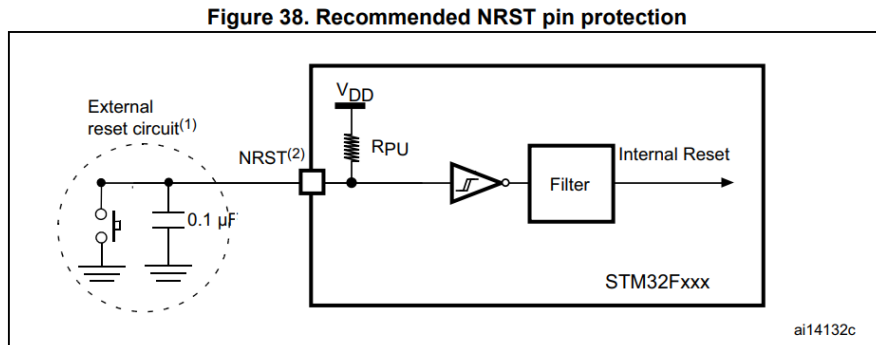 Figure 38. Recommended NRST pin protection
External
reset circuit(1)
NRST(2)
VDD
RPU
0.1 µF
Filter
Internal Reset
STM32Fxxx
ai14132c